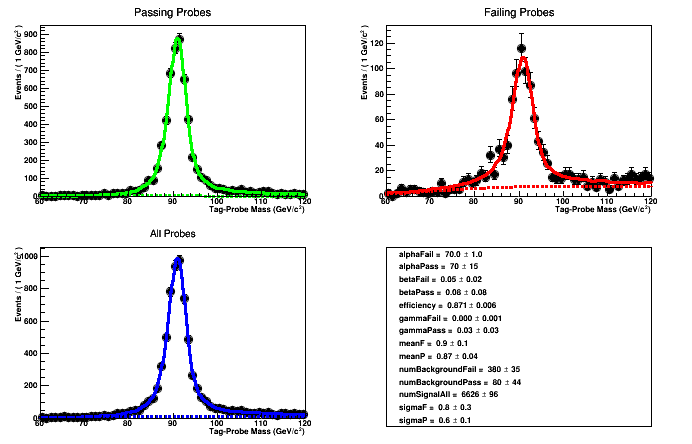 Passing Probes
Events / ( 1 GeV/c² )
900
800
700
600
500
400
300
200
100
0
60 70 80 90 100 110 120
Tag-Probe Mass (GeV/c²)
Failing Probes
Events / ( 1 GeV/c² )
120
100
80
60
40
20
0
60 70 80 90 100 110 120
Tag-Probe Mass (GeV/c²)
All Probes
Events / ( 1 GeV/c² )
1000
800
600
400
200
0
60 70 80 90 100 110 120
Tag-Probe Mass (GeV/c²)
alphaFail = 70.0 ± 1.0
alphaPass = 70 ± 15
betaFail = 0.05 ± 0.02
betaPass = 0.08 ± 0.08
efficiency = 0.871 ± 0.006
gammaFail = 0.000 ± 0.001
gammaPass = 0.03 ± 0.03
meanF = 0.9 ± 0.1
meanP = 0.87 ± 0.04
numBackgroundFail = 380 ± 35
numBackgroundPass = 80 ± 44
numSignalAll = 6626 ± 96
sigmaF = 0.8 ± 0.3
sigmaP = 0.6 ± 0.1